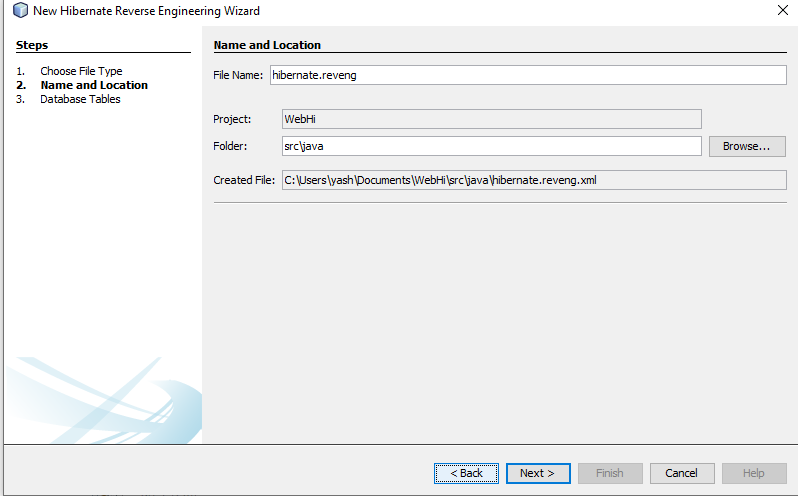 New Hibernate Reverse Engineering Wizard
Steps
1. Choose File Type
2. Name and Location
3. Database Tables
Name and Location
File Name: hibernate.reveng
Project: WebHi
Folder: src\java Browse...
Created File: C:\Users\yash\Documents\WebHi\src\java\hibernate.reveng.xml
< Back Next > Finish Cancel Help